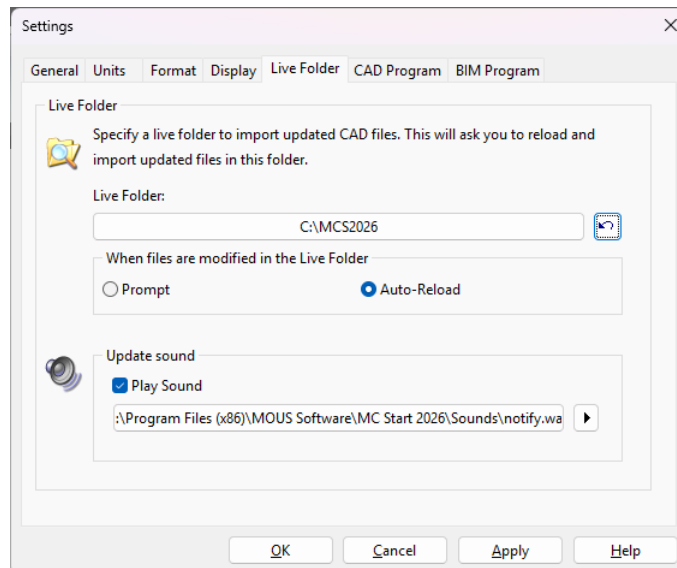 Settings
General Units Format Display Live Folder CAD Program BIM Program
Live Folder
Specify a live folder to import updated CAD files. This will ask you to reload and
import updated files in this folder.
Live Folder:
C:\MCS2026
When files are modified in the Live Folder
Prompt Auto-Reload
Update sound
Play Sound
:\Program Files (x86)\MOUS Software\MC Start 2026\Sounds\notify.wa
OK Cancel Apply Help